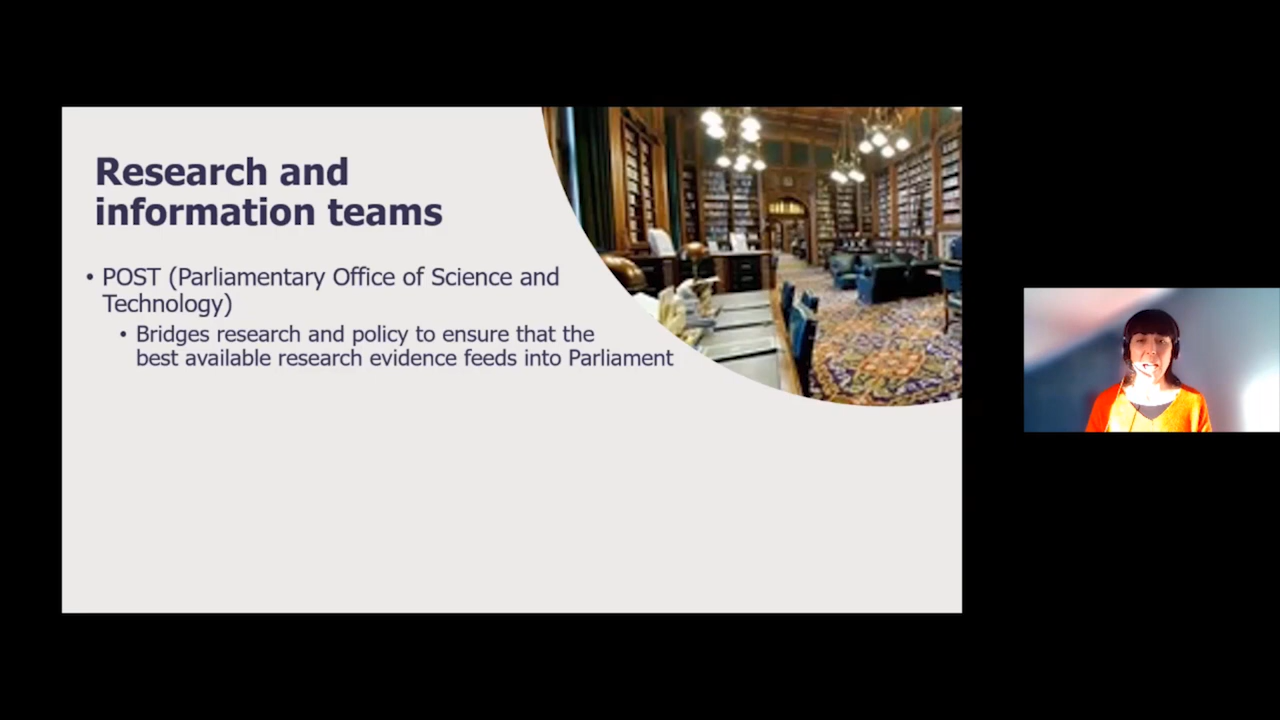 Research and
information teams
• POST (Parliamentary Office of Science and
Technology)
• Bridges research and policy to ensure that the
best available research evidence feeds into Parliament